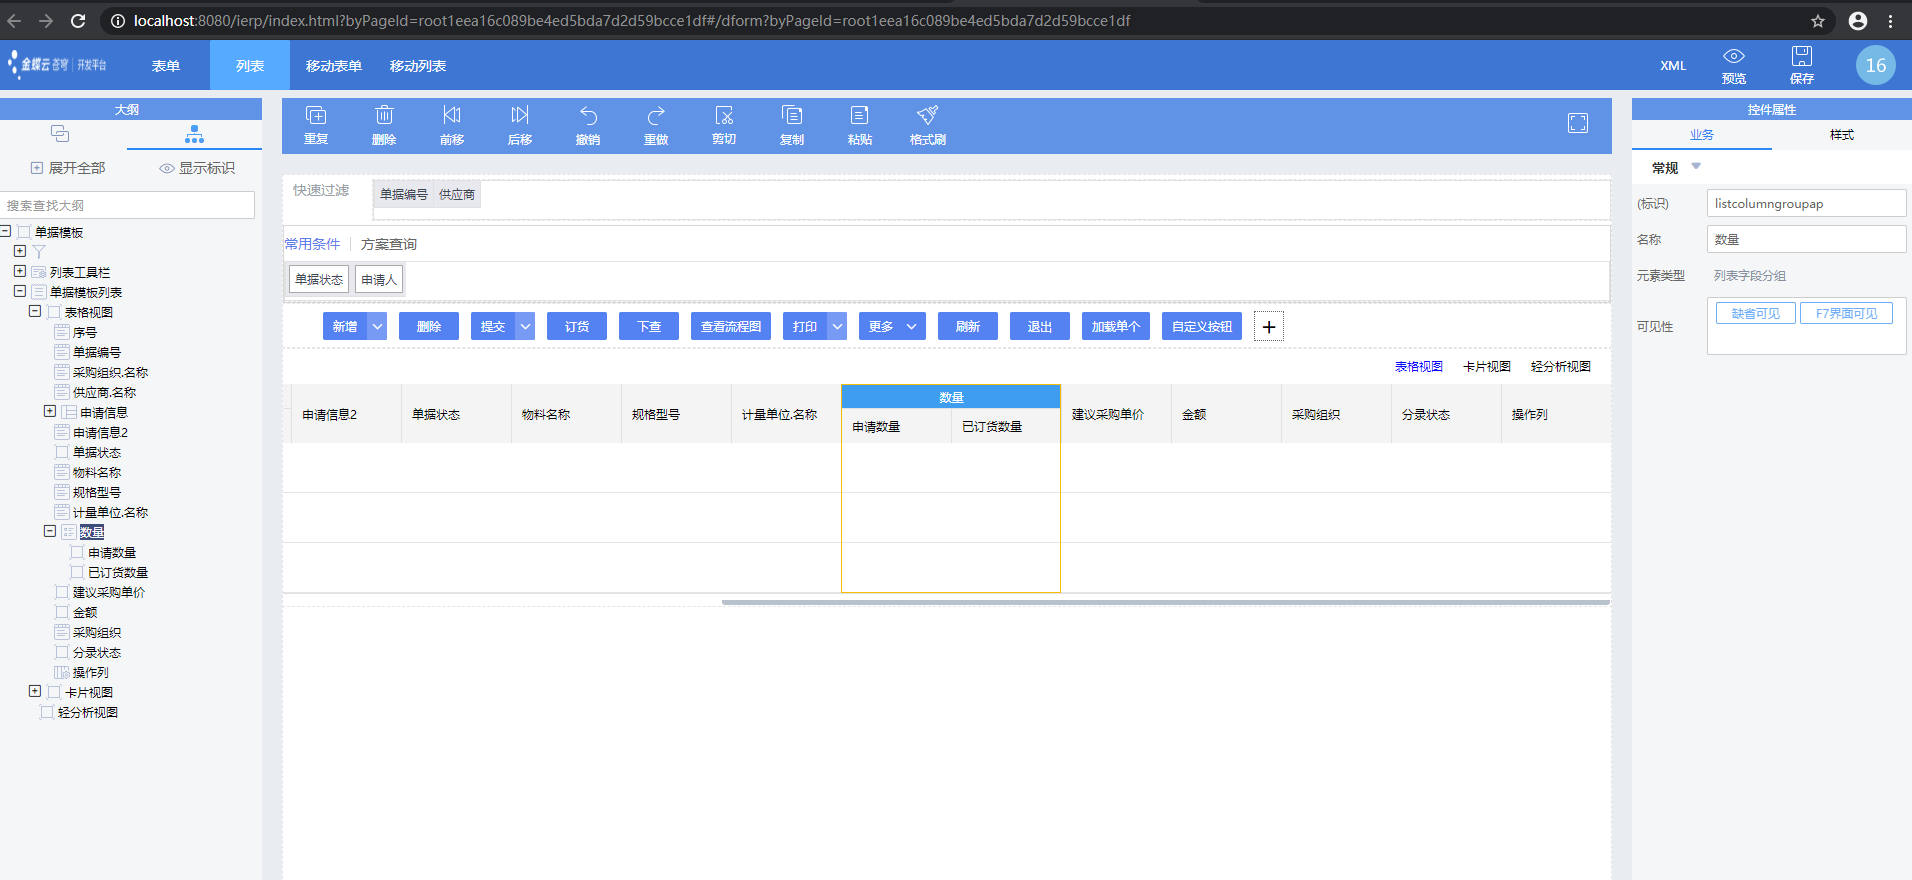 localhost:8080/ierp/index.html?byPageId=root1eea16c089be4ed5bda7d2d59bcce1df#/dform?byPageId=root1eea16c089be4ed5bda7d2d59bcce1df
金蝶云 苍穹 | 开发平台
表单 列表 移动表单 移动列表
XML 预览 保存 16
大纲
展开全部 显示标识
搜索查找大纲
单据模板
列表工具栏
单据模板列表
表格视图
序号
单据编号
采购组织.名称
供应商.名称
申请信息
申请信息2
单据状态
物料名称
规格型号
计量单位.名称
数量
申请数量
已订货数量
建议采购单价
金额
采购组织
分录状态
操作列
卡片视图
轻分析视图
重复 删除 前移 后移 撤销 重做 剪切 复制 粘贴 格式刷
快速过滤 单据编号 供应商
常用条件 | 方案查询
单据状态 申请人
新增 删除 提交 订货 下查 查看流程图 打印 更多 刷新 退出 加载单个 自定义按钮 +
表格视图 卡片视图 轻分析视图
数量
申请信息2 单据状态 物料名称 规格型号 计量单位.名称 申请数量 已订货数量 建议采购单价 金额 采购组织 分录状态 操作列
控件属性
业务 样式
常规
(标识) listcolumngroupap
名称 数量
元素类型 列表字段分组
可见性 缺省可见 F7界面可见